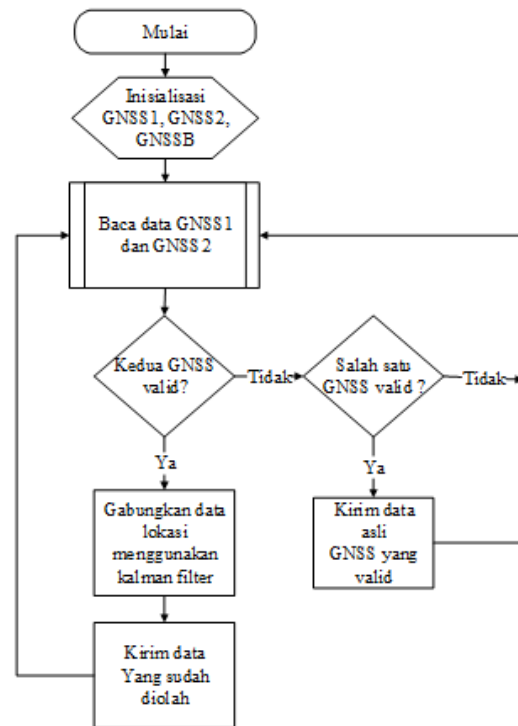 Mulai
Inisialisasi
GNSS1, GNSS2,
GNSSB
Baca data GNSS1
dan GNSS2
Kedua GNSS
valid?
Tidak
Salah satu
GNSS valid ?
Tidak
Ya
Ya
Gabungkan data
lokasi
menggunakan
kalman filter
Kirim data
asli
GNSS yang
valid
Kirim data
Yang sudah
diolah